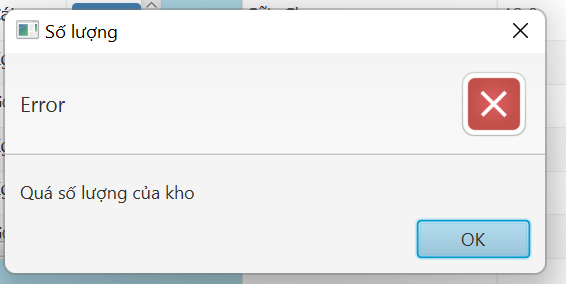 Số lượng
Error
Quá số lượng của kho
OK